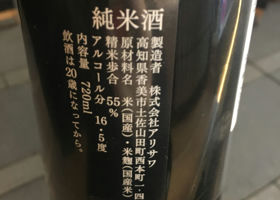 純米酒
製造者 株式会社アリサワ
高知県香美市土佐山田町西本町一・四
原材料名 米(国産)・米麹(国産米)
精米歩合 55%
アルコール分 16・5度
内容量 720ml
飲酒は20歳になってから。